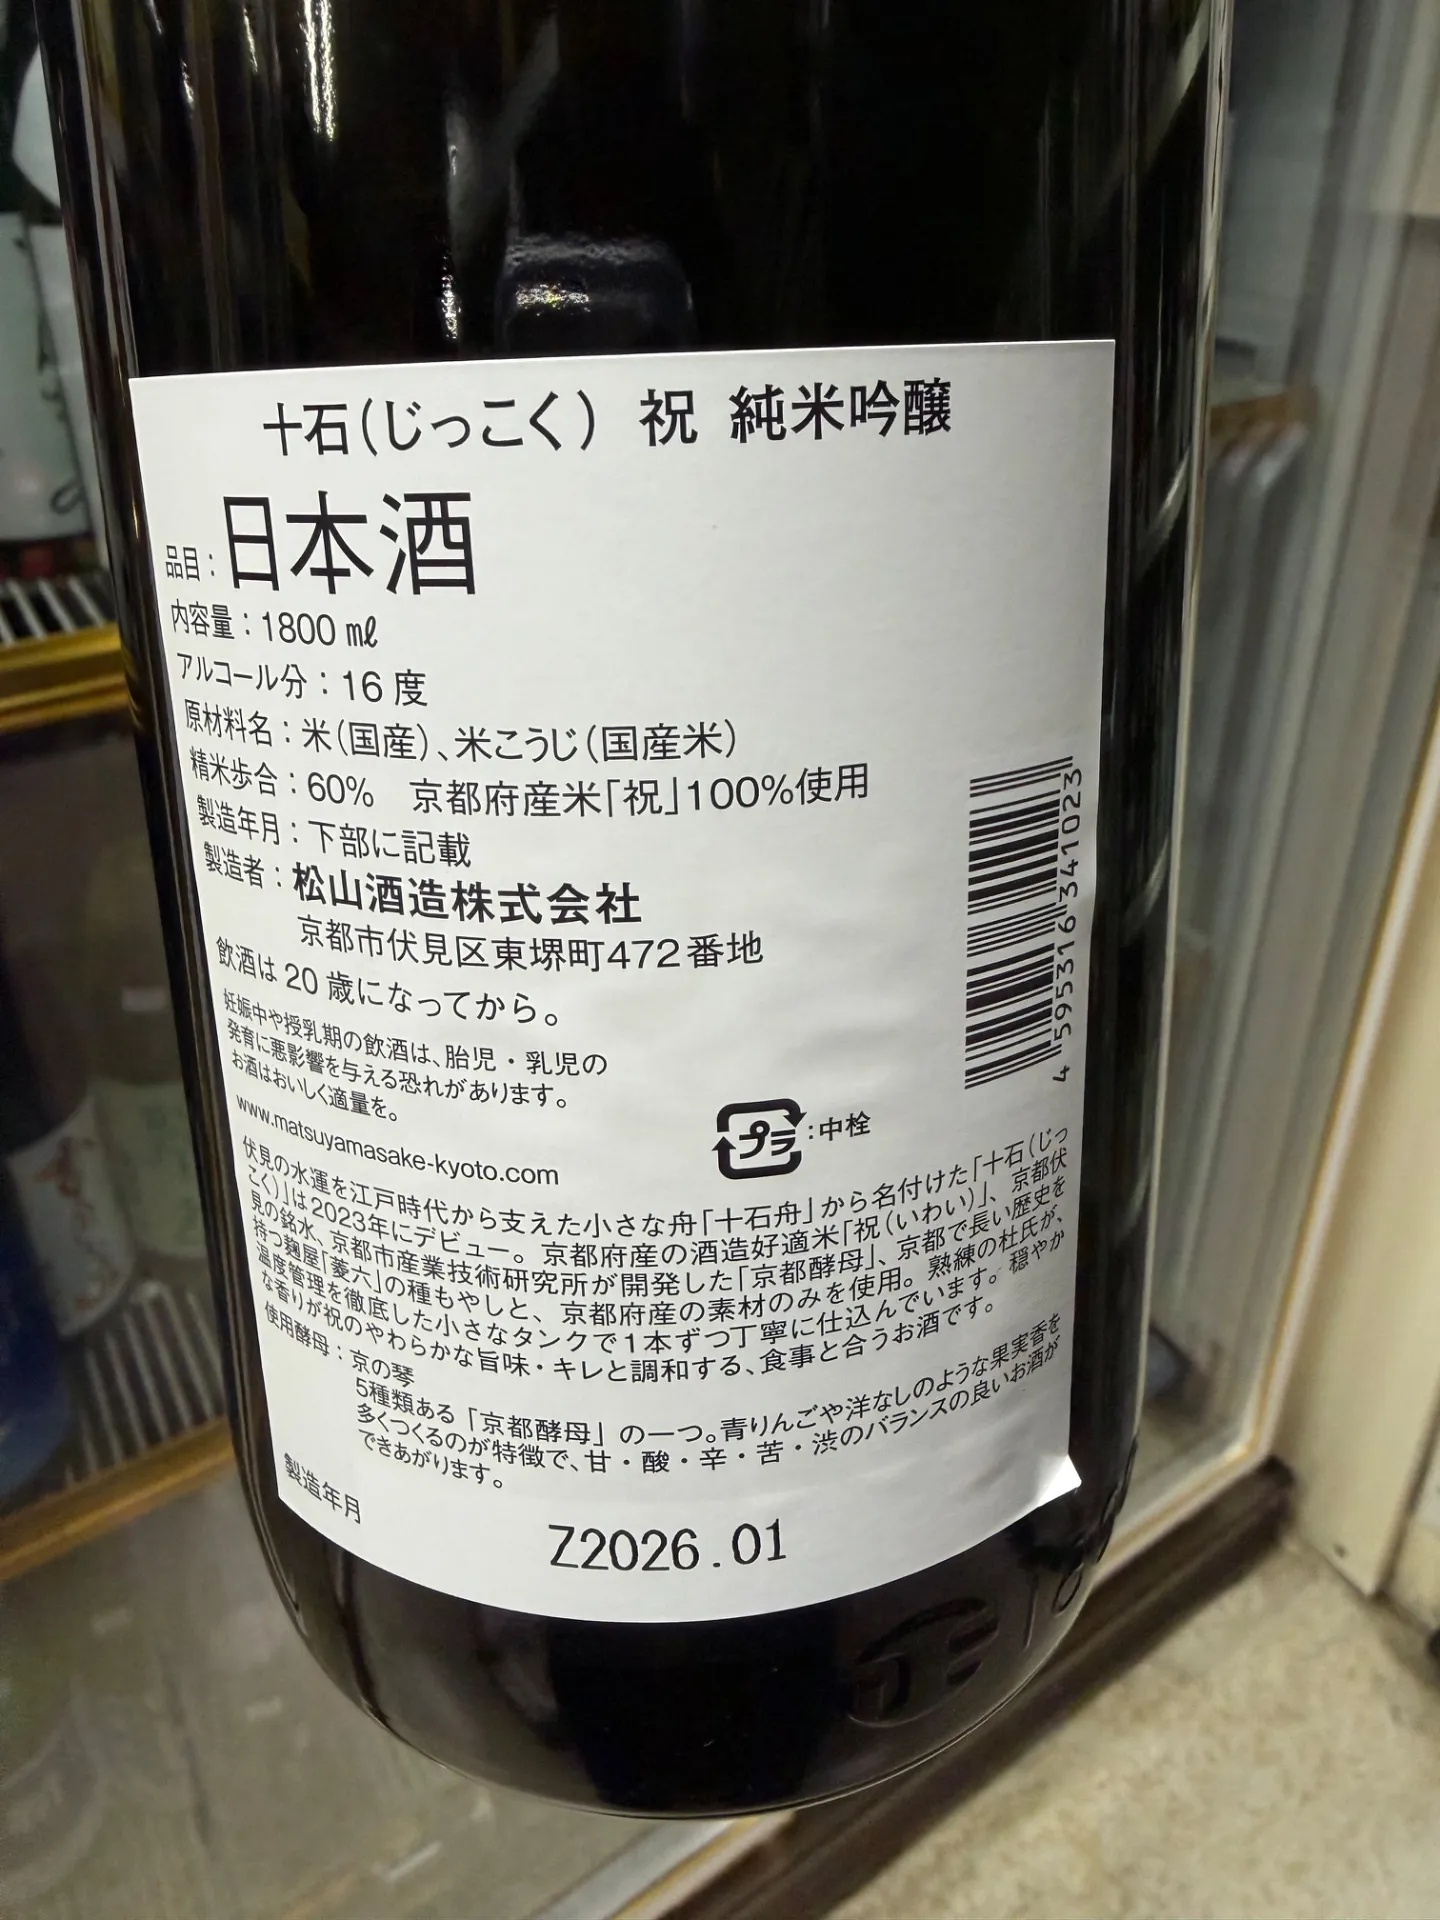 十石(じっこく) 祝 純米吟醸
品目：日本酒
内容量：1800㎖
アルコール分：16度
原材料名：米(国産)、米こうじ(国産米)
精米歩合：60% 京都府産米「祝」100%使用
製造年月：下部に記載
製造者：松山酒造株式会社
京都市伏見区東堺町472番地
飲酒は20歳になってから。
妊娠中や授乳期の飲酒は、胎児・乳児の
発育に悪影響を与える恐れがあります。
お酒はおいしく適量を。
www.matsuyamasake-kyoto.com
プラ：中栓
4 595316 341023
伏見の水運を江戸時代から支えた小さな舟「十石舟」から名付けた「十石(じっ
こく)」は2023年にデビュー。京都府産の酒造好適米「祝(いわい)」、京都伏
見の銘水、京都市産業技術研究所が開発した「京都酵母」、京都で長い歴史を
持つ麹屋「菱六」の種もやしと、京都府産の素材のみを使用。熟練の杜氏が、
温度管理を徹底した小さなタンクで1本ずつ丁寧に仕込んでいます。穏やか
な香りが祝のやわらかな旨味・キレと調和する、食事と合うお酒です。
使用酵母：京の琴
5種類ある「京都酵母」の一つ。青りんごや洋なしのような果実香を
多くつくるのが特徴で、甘・酸・辛・苦・渋のバランスの良いお酒が
できあがります。
製造年月
Z2026.01